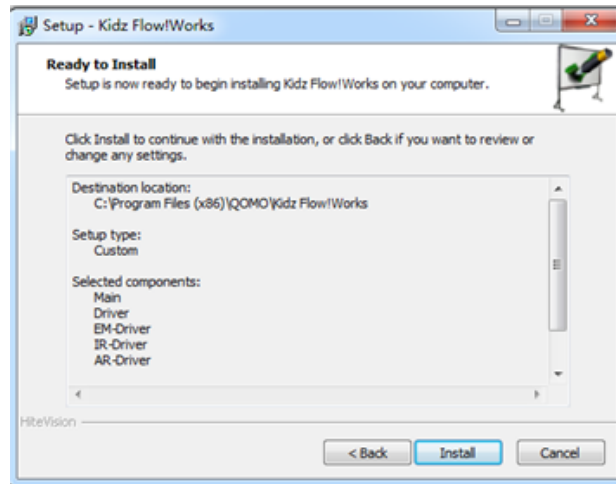 Setup - Kidz Flow!Works
Ready to Install
Setup is now ready to begin installing Kidz Flow!Works on your computer.
Click Install to continue with the installation, or click Back if you want to review or
change any settings.
Destination location:
C:\Program Files (x86)\QOMO\Kidz Flow!Works
Setup type:
Custom
Selected components:
Main
Driver
EM-Driver
IR-Driver
AR-Driver
HiteVision
< Back
Install
Cancel